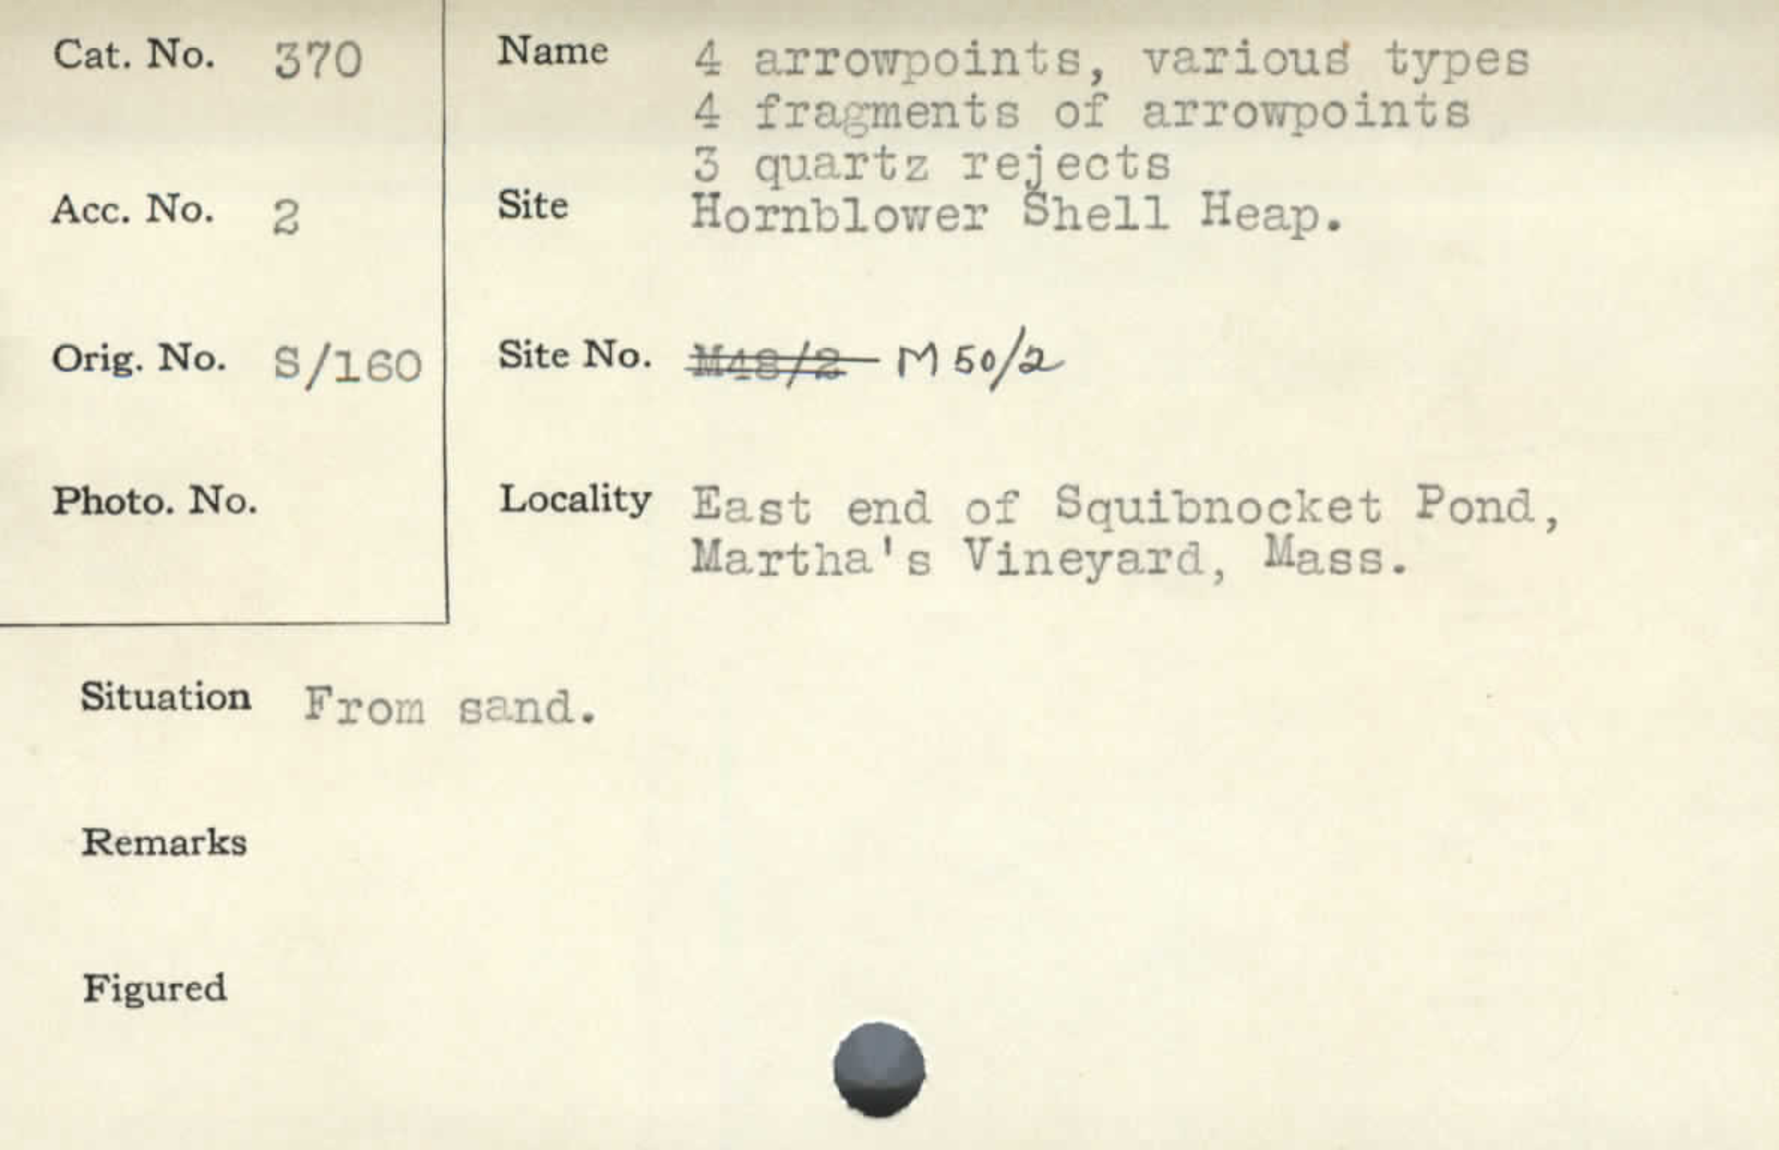 Cat. No. 370
Name 4 arrowpoints, various types
4 fragments of arrowpoints
3 quartz rejects
Acc. No. 2
Site Hornblower Shell Heap.
Orig. No. S/160
Site No. M48/2 M 50/2
Photo. No.
Locality East end of Squibnocket Pond,
Martha's Vineyard, Mass.
Situation From sand.
Remarks
Figured